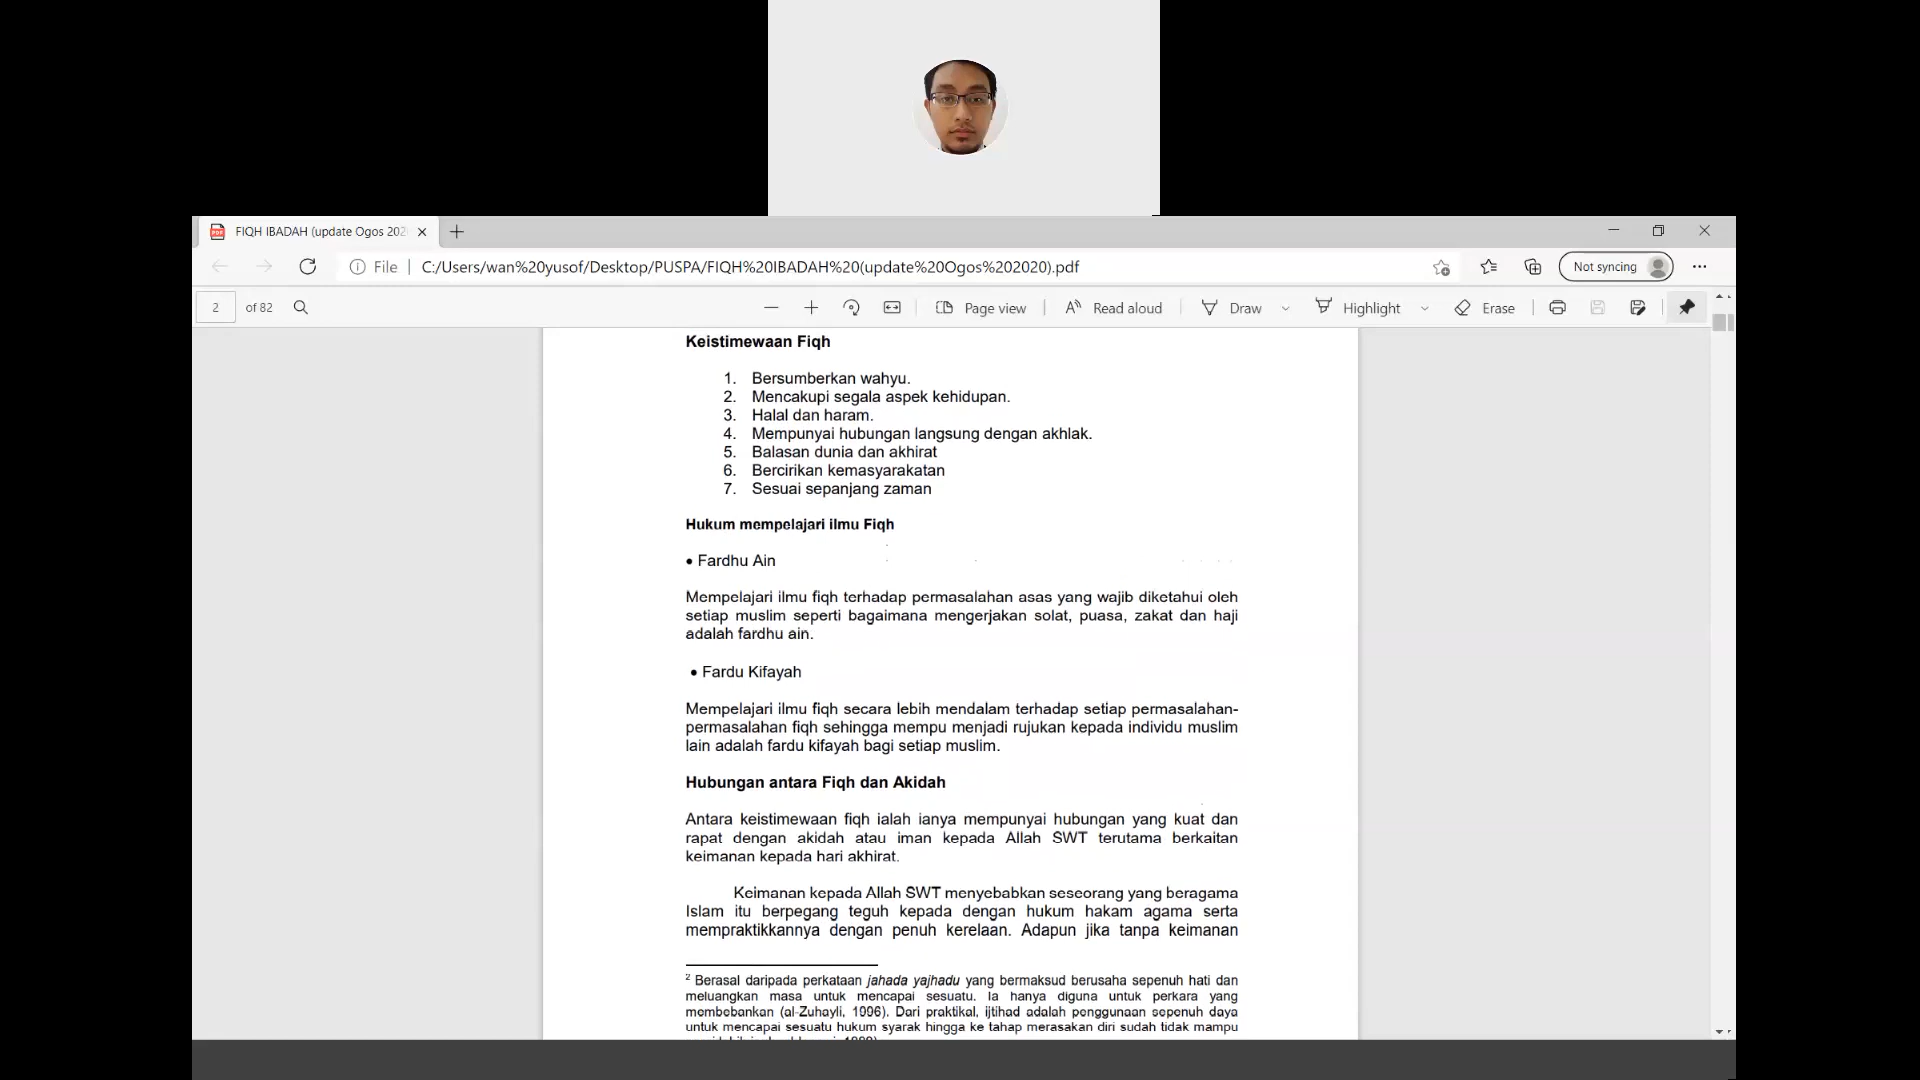 FIQH IBADAH (update Ogos 202
File
C:/Users/wan%20yusof/Desktop/PUSPA/FIQH%20IBADAH%20(update%20Ogos%202020).pdf
Not syncing
2 of 82
Page view
Read aloud
Draw
Highlight
Erase
Keistimewaan Fiqh
1. Bersumberkan wahyu.
2. Mencakupi segala aspek kehidupan.
3. Halal dan haram.
4. Mempunyai hubungan langsung dengan akhlak.
5. Balasan dunia dan akhirat
6. Bercirikan kemasyarakatan
7. Sesuai sepanjang zaman
Hukum mempelajari ilmu Fiqh
• Fardhu Ain
Mempelajari ilmu fiqh terhadap permasalahan asas yang wajib diketahui oleh
setiap muslim seperti bagaimana mengerjakan solat, puasa, zakat dan haji
adalah fardhu ain.
• Fardu Kifayah
Mempelajari ilmu fiqh secara lebih mendalam terhadap setiap permasalahan-
permasalahan fiqh sehingga mempu menjadi rujukan kepada individu muslim
lain adalah fardu kifayah bagi setiap muslim.
Hubungan antara Fiqh dan Akidah
Antara keistimewaan fiqh ialah ianya mempunyai hubungan yang kuat dan
rapat dengan akidah atau iman kepada Allah SWT terutama berkaitan
keimanan kepada hari akhirat.
Keimanan kepada Allah SWT menyebabkan seseorang yang beragama
Islam itu berpegang teguh kepada dengan hukum hakam agama serta
mempraktikkannya dengan penuh kerelaan. Adapun jika tanpa keimanan
2 Berasal daripada perkataan jahada yajhadu yang bermaksud berusaha sepenuh hati dan
meluangkan masa untuk mencapai sesuatu. Ia hanya diguna untuk perkara yang
membebankan (al-Zuhayli, 1996). Dari praktikal, ijtihad adalah penggunaan sepenuh daya
untuk mencapai sesuatu hukum syarak hingga ke tahap merasakan diri sudah tidak mampu